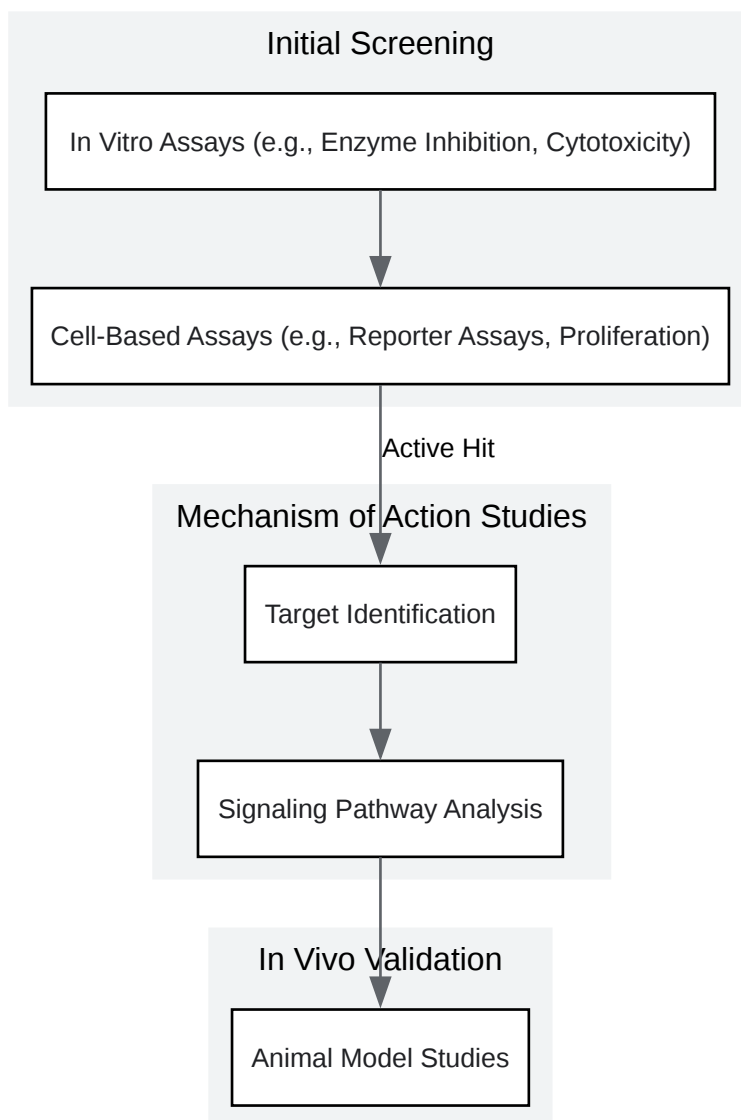 Initial Screening
In Vitro Assays (e.g., Enzyme Inhibition, Cytotoxicity)
Cell-Based Assays (e.g., Reporter Assays, Proliferation)
Active Hit
Mechanism of Action Studies
Target Identification
Signaling Pathway Analysis
In Vivo Validation
Animal Model Studies